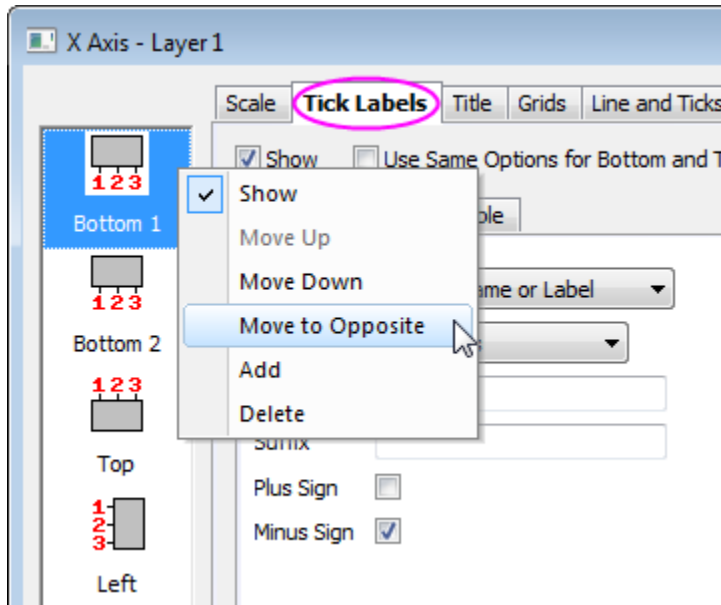 X Axis - Layer 1
Scale Tick Labels Title Grids Line and Ticks
Show Use Same Options for Bottom and T
123
Bottom 1
Show
Move Up
Move Down
Move to Opposite
Add
Delete
ble
ame or Label
123
Bottom 2
s
123
Top
Suffix
Plus Sign
Minus Sign
1
2
3
Left